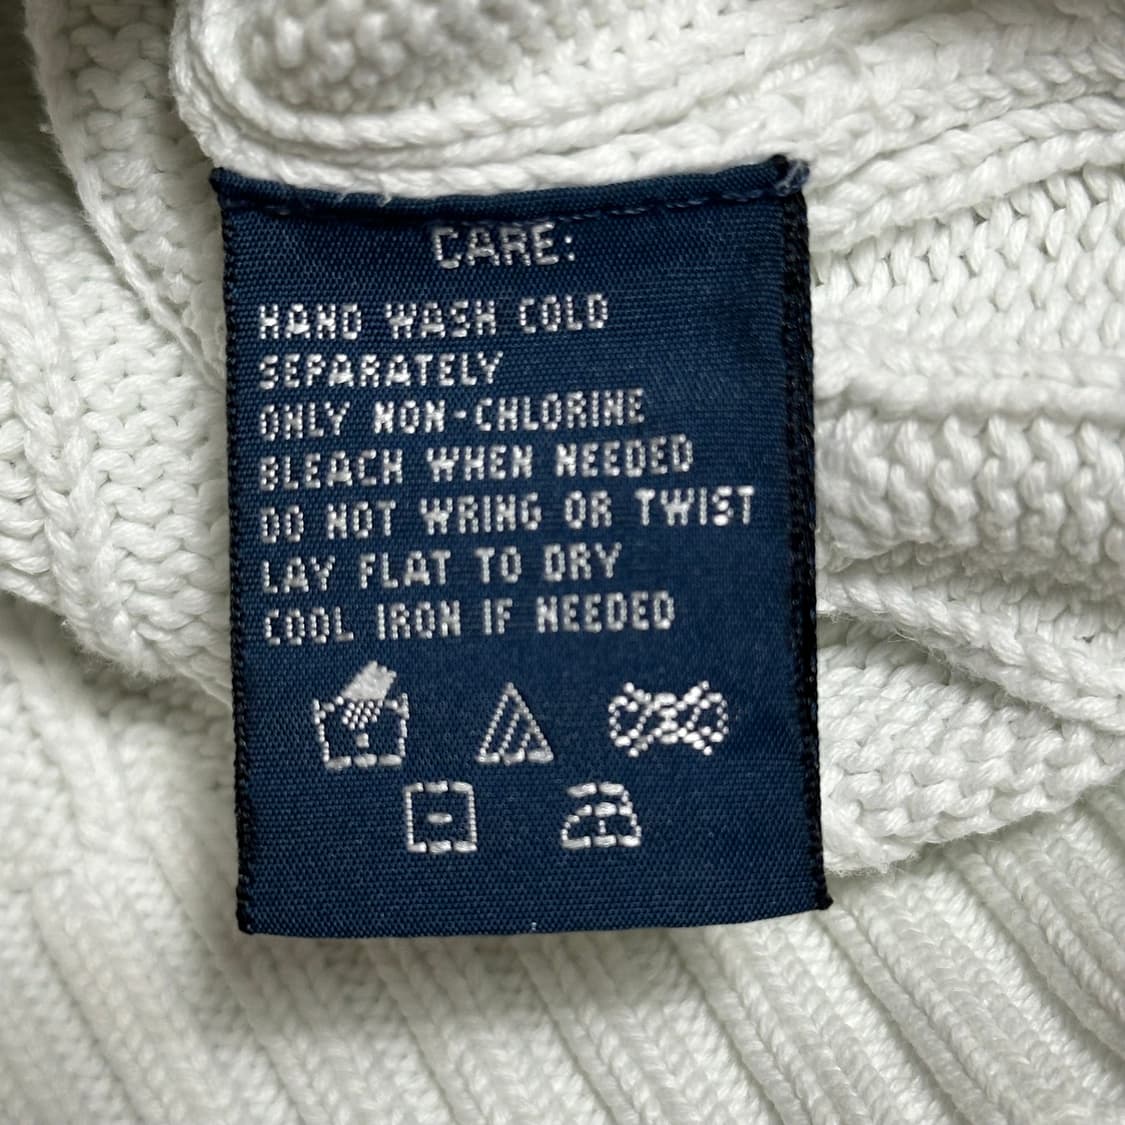 CARE:
HAND WASH COLD
SEPARATELY
ONLY NON-CHLORINE
BLEACH WHEN NEEDED
DO NOT WRING OR TWIST
LAY FLAT TO DRY
COOL IRON IF NEEDED